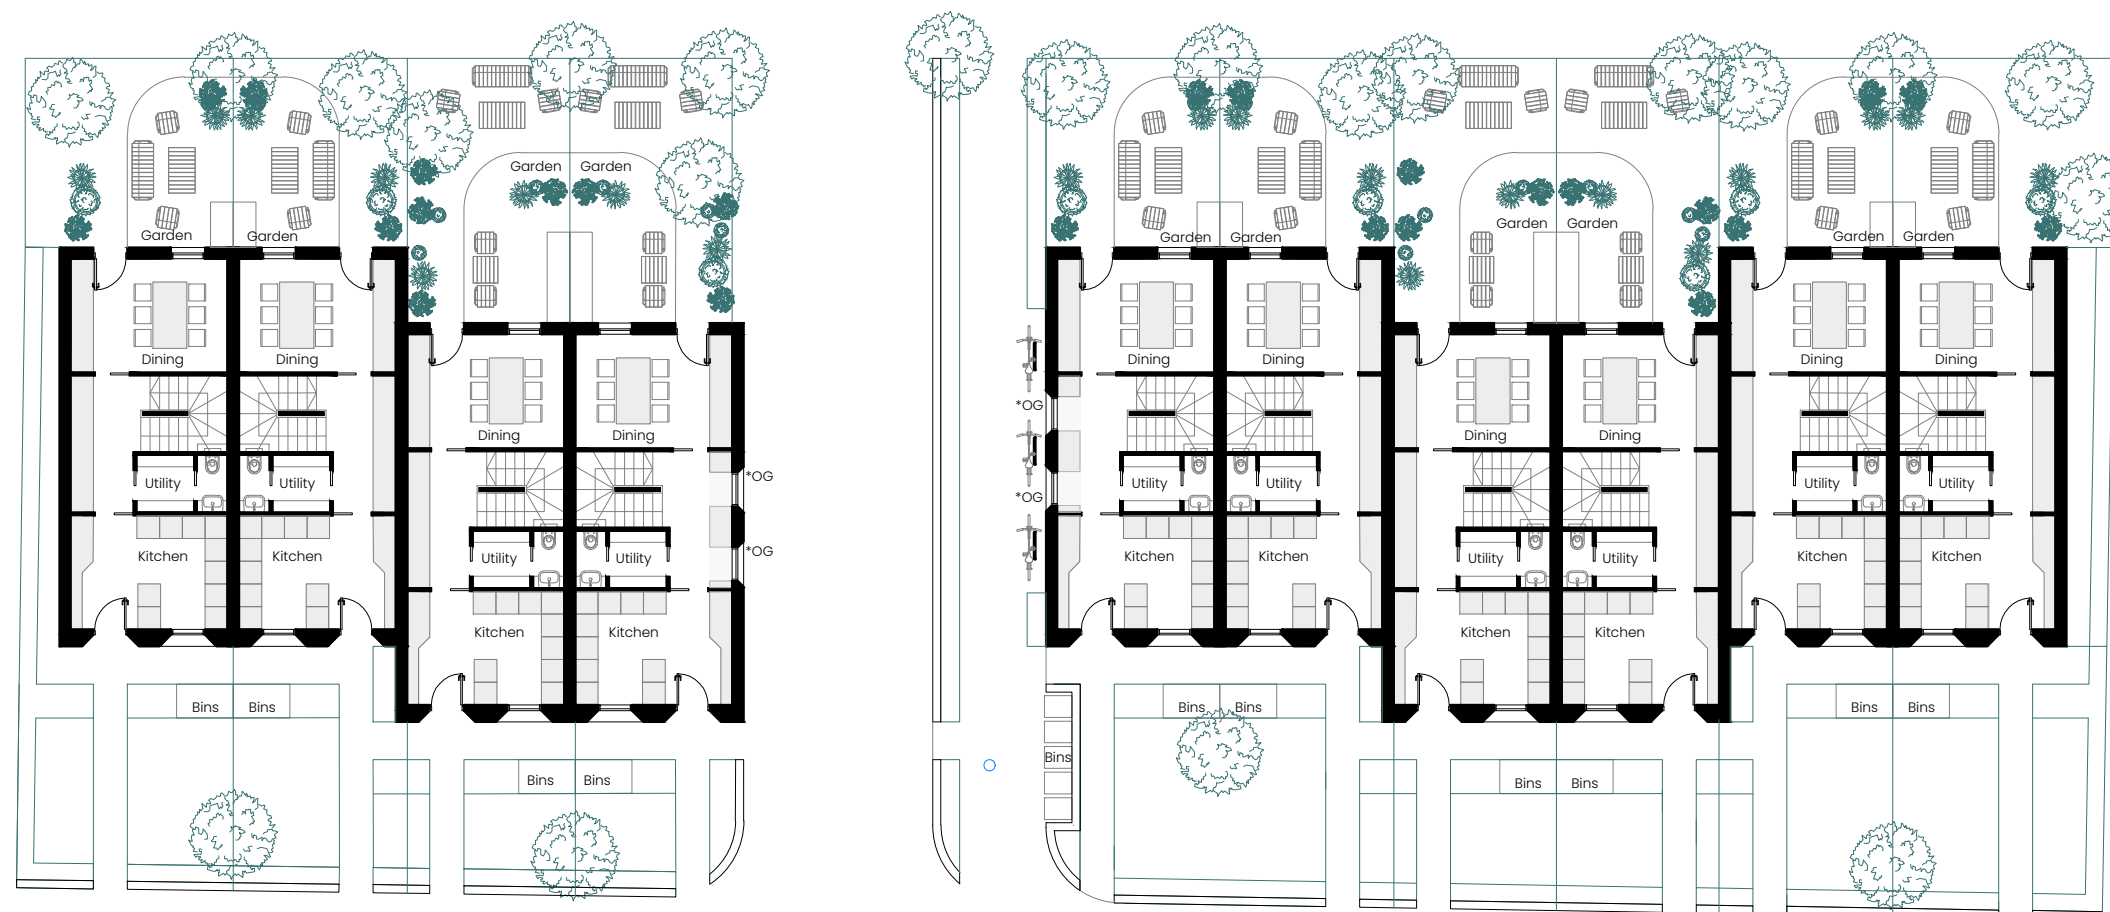 Garden Garden
Garden Garden
Garden Garden
Garden Garden
Garden Garden
Dining Dining
Dining Dining
Dining Dining
*OG
Dining Dining
Dining Dining
*OG
Utility Utility
Utility Utility
Utility Utility
*OG
*OG
Utility Utility
Utility Utility
Kitchen Kitchen
Kitchen Kitchen
Kitchen Kitchen
Kitchen Kitchen
Kitchen Kitchen
Bins Bins
Bins Bins
Bins Bins
Bins
Bins Bins
Bins Bins